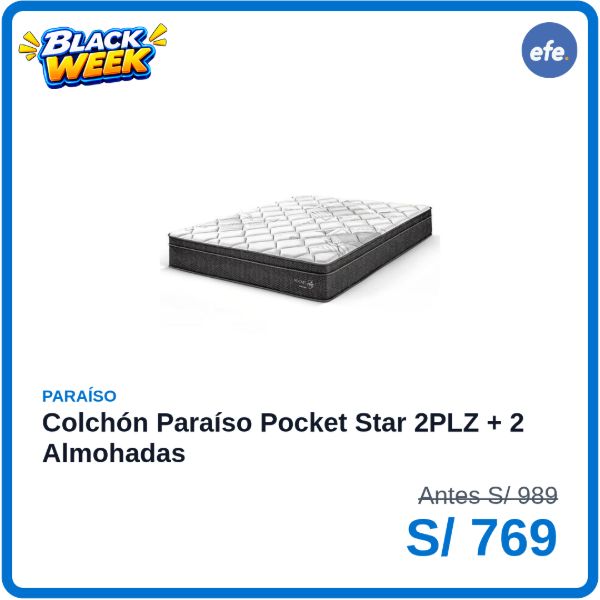 BLACK
WEEK
efe.
PARAÍSO
Colchón Paraíso Pocket Star 2PLZ + 2
Almohadas
Antes S/ 989
S/ 769